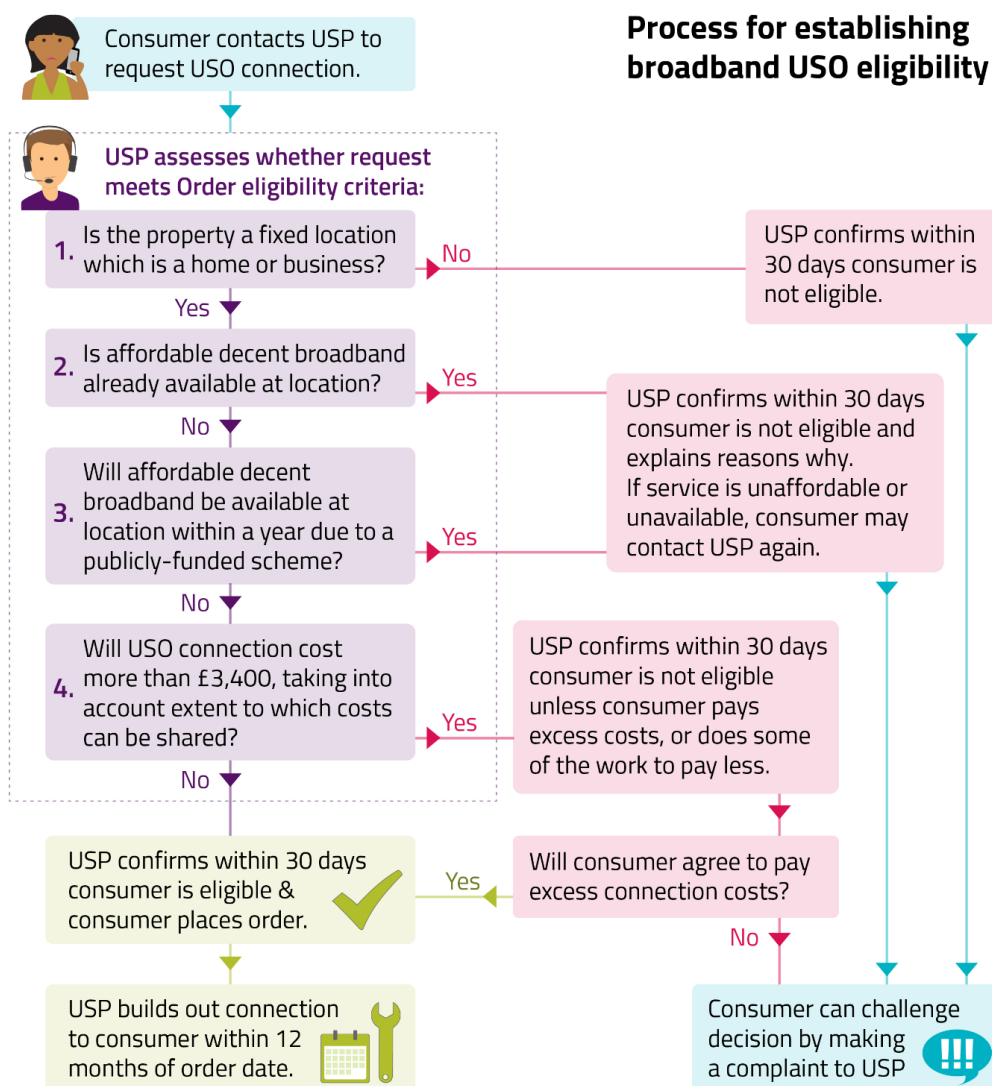 Process for establishing
broadband USO eligibility
Consumer contacts USP to
request USO connection.
USP assesses whether request
meets Order eligibility criteria:
1. Is the property a fixed location
which is a home or business?
No
USP confirms within
30 days consumer is
not eligible.
Yes
2. Is affordable decent broadband
already available at location?
Yes
USP confirms within 30 days
consumer is not eligible and
explains reasons why.
If service is unaffordable or
unavailable, consumer may
contact USP again.
No
3. Will affordable decent
broadband be available at
location within a year due to a
publicly-funded scheme?
Yes
No
4. Will USO connection cost
more than £3,400, taking into
account extent to which costs
can be shared?
Yes
USP confirms within 30 days
consumer is not eligible
unless consumer pays
excess costs, or does some
of the work to pay less.
No
Will consumer agree to pay
excess connection costs?
Yes
USP confirms within 30 days
consumer is eligible &
consumer places order.
No
USP builds out connection
to consumer within 12
months of order date.
Consumer can challenge
decision by making
a complaint to USP
!!!